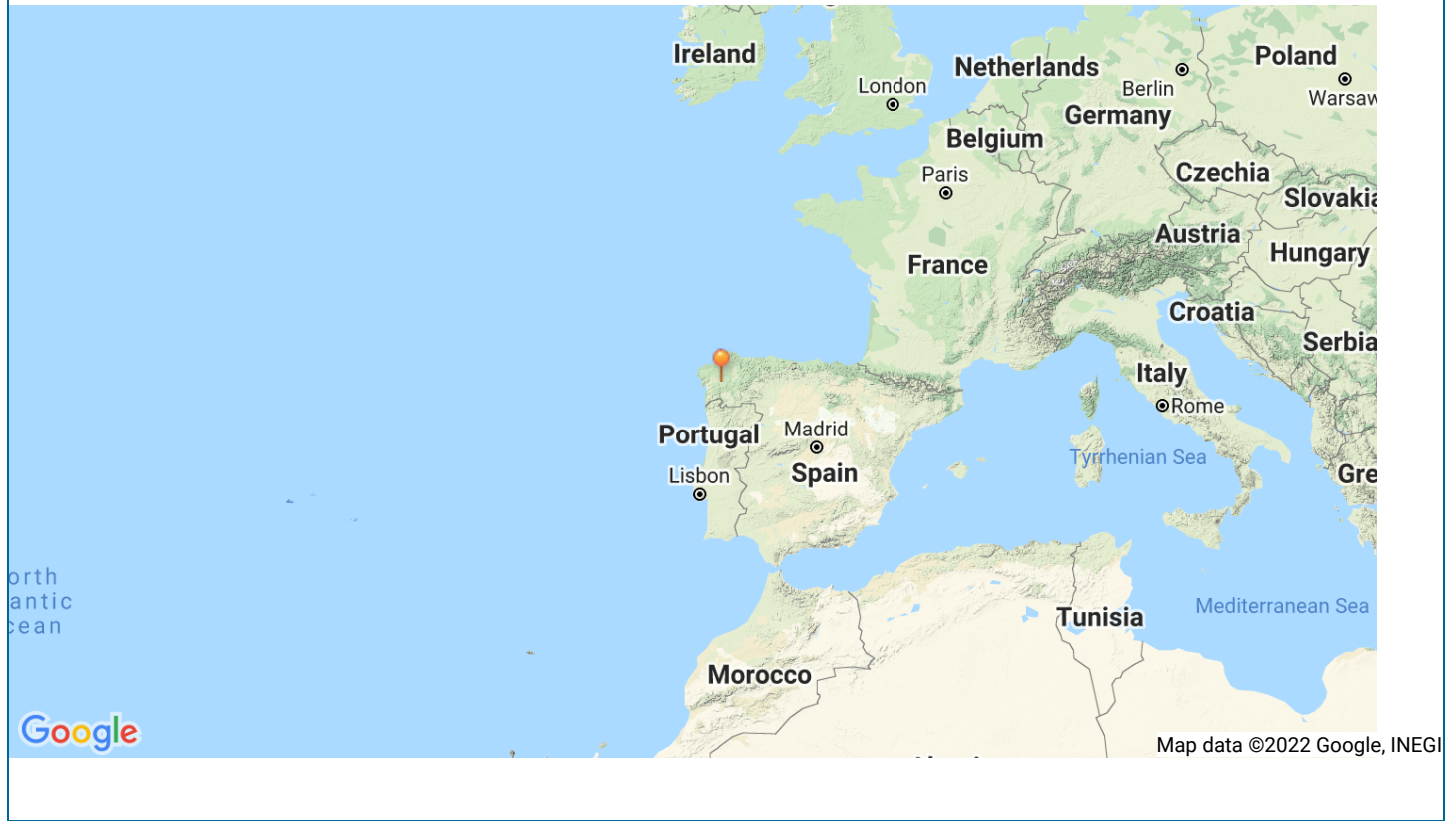 Ireland
Netherlands
Poland
London
Berlin
Warsaw
Germany
Belgium
Paris
Czechia
Slovakia
Austria
Hungary
France
Croatia
Serbia
Italy
Rome
Portugal
Madrid
Tyrrhenian Sea
Lisbon
Spain
Gre
orth
antic
cean
Mediterranean Sea
Tunisia
Morocco
Google
Map data ©2022 Google, INEGI